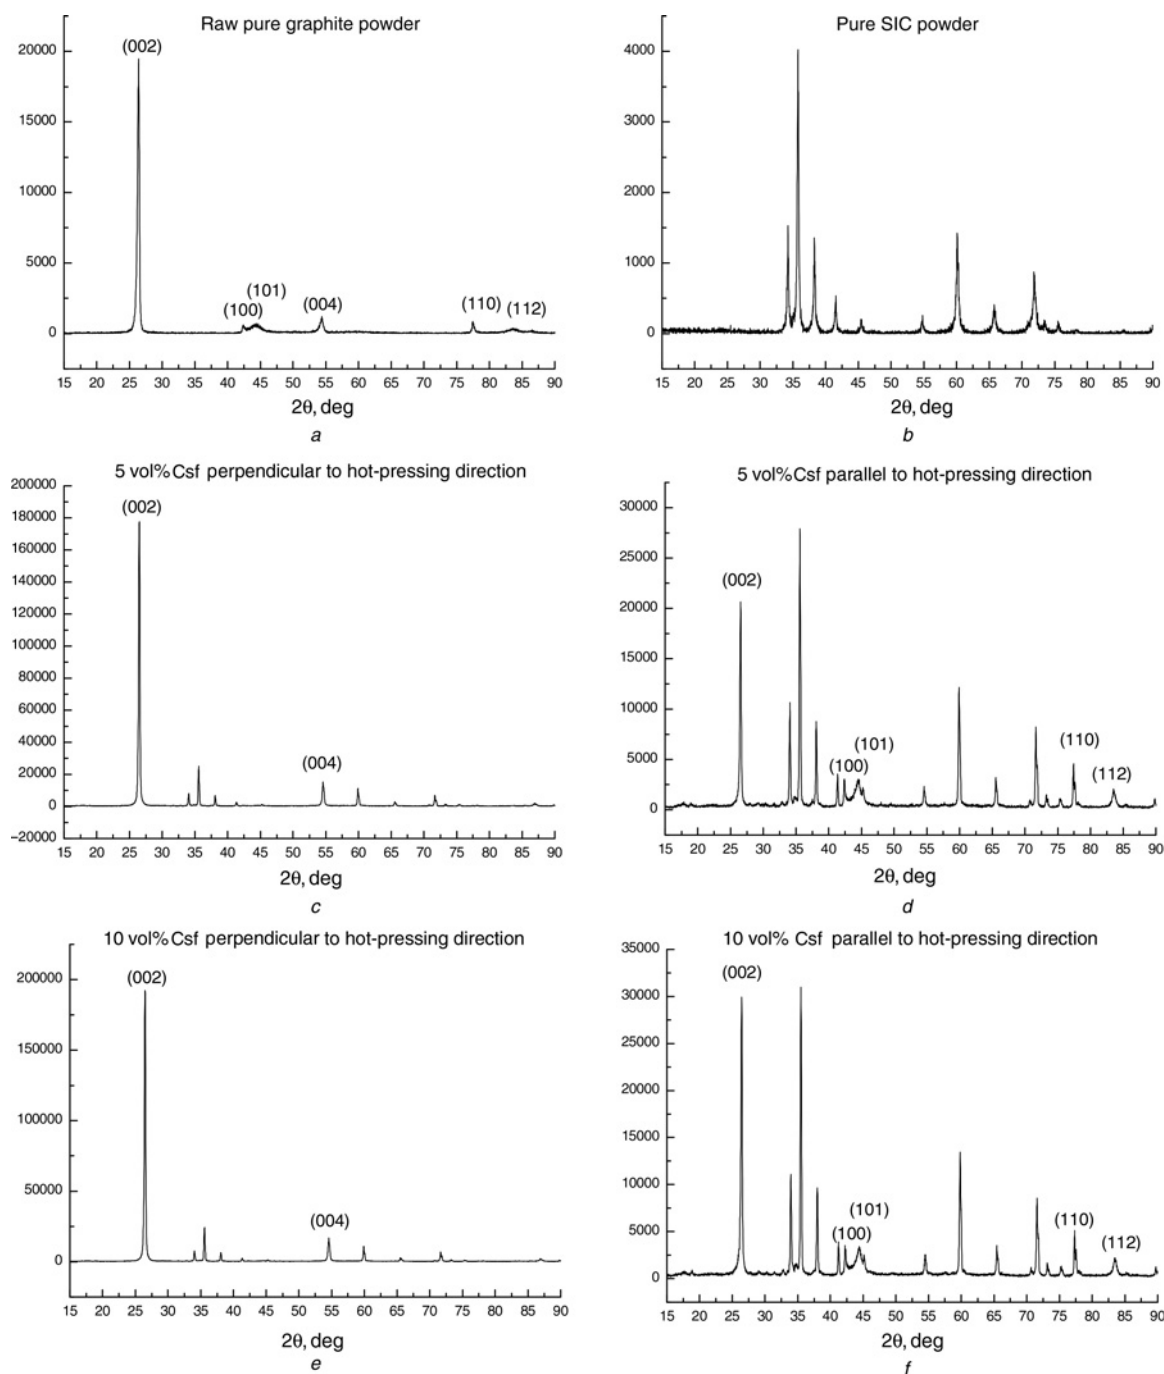 Raw pure graphite powder
20000
15000
10000
5000
0
(002)
(100)
(101)
(004)
(110)
(112)
15 20 25 30 35 40 45 50 55 60 65 70 75 80 85 90
2θ, deg
a
Pure SIC powder
4000
3000
2000
1000
0
15 20 25 30 35 40 45 50 55 60 65 70 75 80 85 90
2θ, deg
b
5 vol%Csf perpendicular to hot-pressing direction
200000
180000
160000
140000
120000
100000
80000
60000
40000
20000
0
−20000
(002)
(004)
15 20 25 30 35 40 45 50 55 60 65 70 75 80 85 90
2θ, deg
c
5 vol%Csf parallel to hot-pressing direction
30000
25000
20000
15000
10000
5000
0
(002)
(101)
(100)
(110)
(112)
15 20 25 30 35 40 45 50 55 60 65 70 75 80 85 90
2θ, deg
d
10 vol%Csf perpendicular to hot-pressing direction
200000
150000
100000
50000
0
(002)
(004)
15 20 25 30 35 40 45 50 55 60 65 70 75 80 85 90
2θ, deg
e
10 vol% Csf parallel to hot-pressing direction
35000
30000
25000
20000
15000
10000
5000
0
(002)
(101)
(100)
(110)
(112)
15 20 25 30 35 40 45 50 55 60 65 70 75 80 85 90
2θ, deg
f